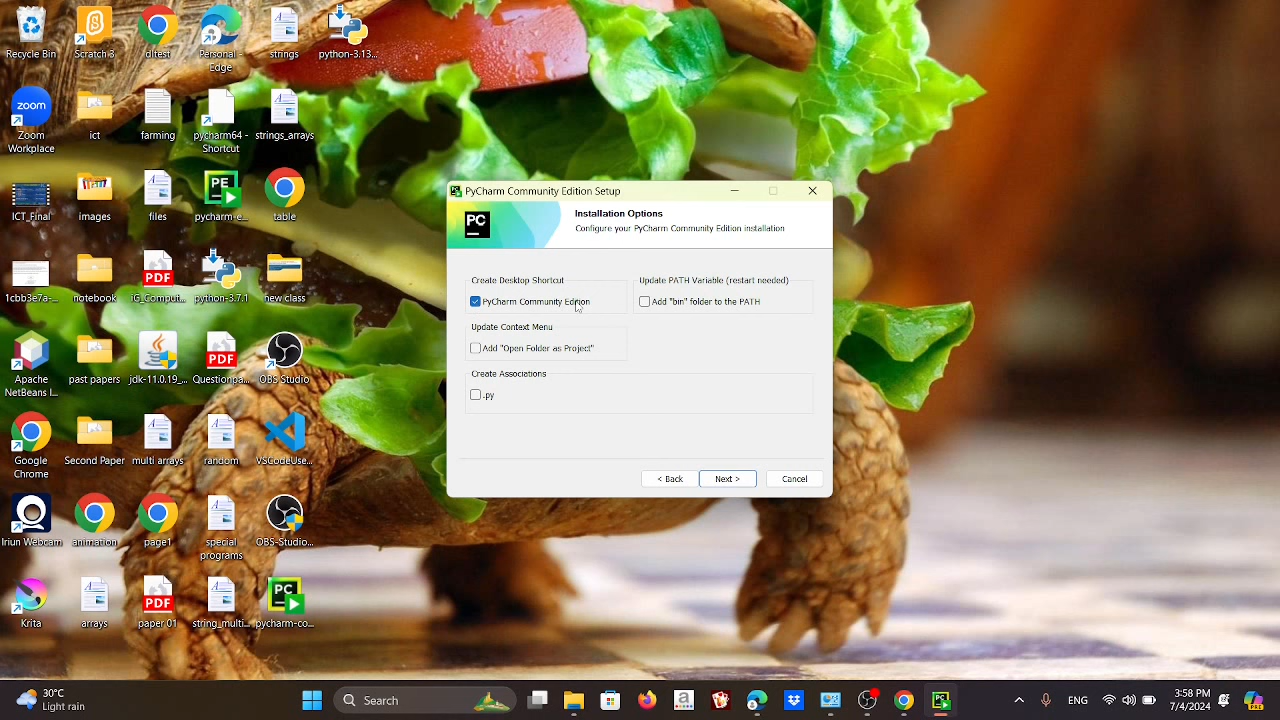 Recycle Bin
Scratch 3
dltest
Personal -
Edge
strings
python-3.13...
Zoom
Workplace
ict
farming
pycharm64 -
Shortcut
strings_arrays
ICT_Final
images
files
pycharm-e...
table
1cbb3e7a-...
notebook
iG_Comput...
python-3.7.1
new class
Apache
NetBeans I...
past papers
jdk-11.0.19_...
Questionpa...
OBS Studio
Google
Chrome
Second Paper
multi arrays
random
VSCodeUse...
Iriun Webcam
animation
page1
special
programs
OBS-Studio...
Krita
arrays
paper 01
string_multi...
pycharm-co...
PyCharm Community Edition Setup
Installation Options
Configure your PyCharm Community Edition installation
Create Desktop Shortcut
Update PATH Variable (restart needed)
PyCharm Community Edition
Add "bin" folder to the PATH
Update Context Menu
Add "Open Folder as Project"
Create Associations
.py
< Back
Next >
Cancel
30°C
Light rain
Search
ENG
3:58 PM
7/4/2024